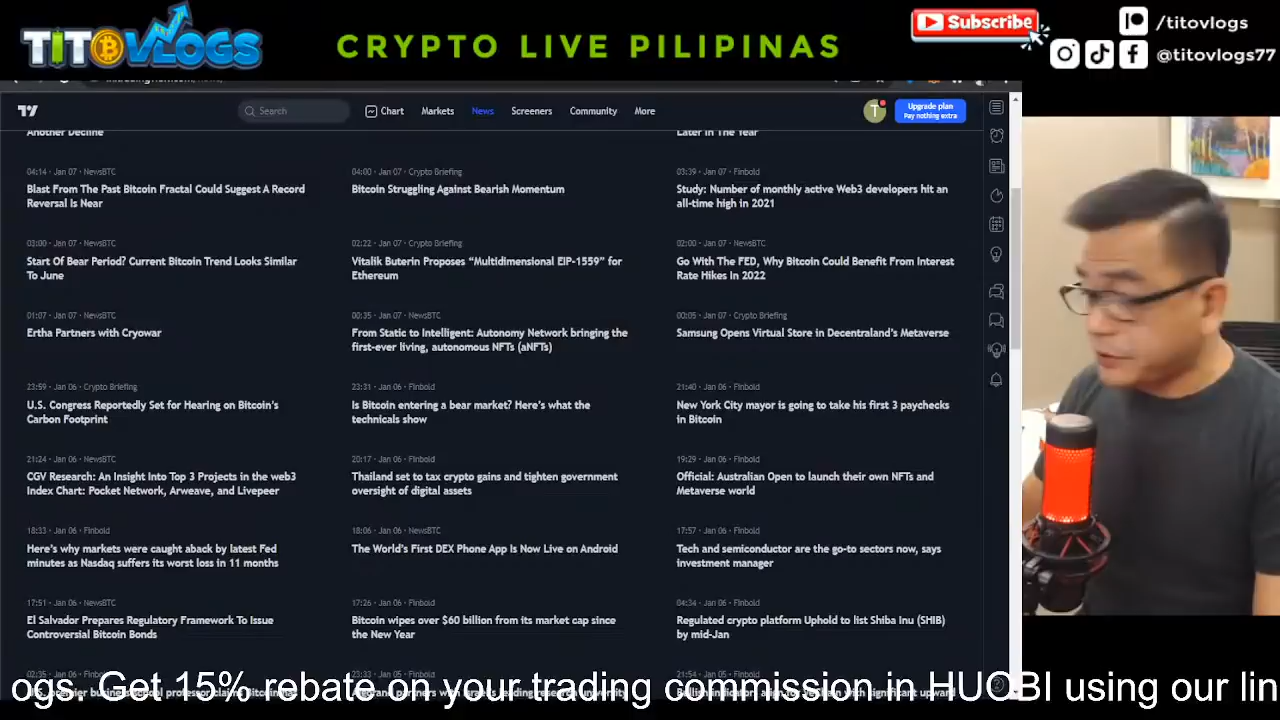 TITOVLOGS
CRYPTO LIVE PILIPINAS
Subscribe
/titovlogs
@titovlogs77
Search
Chart
Markets
News
Screeners
Community
More
T
Upgrade plan
Pay nothing extra
Another Decline
Later In The Year
04:14 · Jan 07 · NewsBTC
Blast From The Past Bitcoin Fractal Could Suggest A Record
Reversal Is Near
04:00 · Jan 07 · Crypto Briefing
Bitcoin Struggling Against Bearish Momentum
03:39 · Jan 07 · Finbold
Study: Number of monthly active Web3 developers hit an
all-time high in 2021
03:00 · Jan 07 · NewsBTC
Start Of Bear Period? Current Bitcoin Trend Looks Similar
To June
02:22 · Jan 07 · Crypto Briefing
Vitalik Buterin Proposes “Multidimensional EIP-1559” for
Ethereum
02:00 · Jan 07 · NewsBTC
Go With The FED, Why Bitcoin Could Benefit From Interest
Rate Hikes In 2022
01:07 · Jan 07 · NewsBTC
Ertha Partners with Cryowar
00:35 · Jan 07 · NewsBTC
From Static to Intelligent: Autonomy Network bringing the
first-ever living, autonomous NFTs (aNFTs)
00:05 · Jan 07 · Crypto Briefing
Samsung Opens Virtual Store in Decentraland's Metaverse
23:59 · Jan 06 · Crypto Briefing
U.S. Congress Reportedly Set for Hearing on Bitcoin's
Carbon Footprint
23:31 · Jan 06 · Finbold
Is Bitcoin entering a bear market? Here's what the
technicals show
21:40 · Jan 06 · Finbold
New York City mayor is going to take his first 3 paychecks
in Bitcoin
21:24 · Jan 06 · NewsBTC
CGV Research: An Insight Into Top 3 Projects in the web3
Index Chart: Pocket Network, Arweave, and Livepeer
20:17 · Jan 06 · Finbold
Thailand set to tax crypto gains and tighten government
oversight of digital assets
19:29 · Jan 06 · Finbold
Official: Australian Open to launch their own NFTs and
Metaverse world
18:33 · Jan 06 · Finbold
Here's why markets were caught aback by latest Fed
minutes as Nasdaq suffers its worst loss in 11 months
18:06 · Jan 06 · NewsBTC
The World's First DEX Phone App Is Now Live on Android
17:57 · Jan 06 · Finbold
Tech and semiconductor are the go-to sectors now, says
investment manager
17:51 · Jan 06 · NewsBTC
El Salvador Prepares Regulatory Framework To Issue
Controversial Bitcoin Bonds
17:26 · Jan 06 · Finbold
Bitcoin wipes over $60 billion from its market cap since
the New Year
04:34 · Jan 06 · Finbold
Regulated crypto platform Uphold to list Shiba Inu (SHIB)
by mid-Jan
ogs. Get 15% rebate on your trading commission in HUOBI using our lin